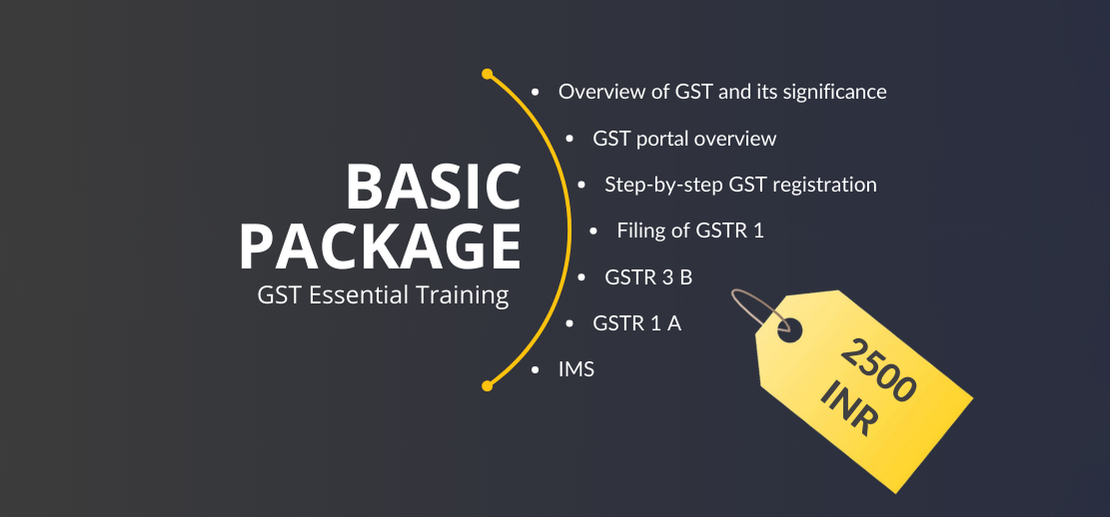 BASIC
PACKAGE
GST Essential Training
• Overview of GST and its significance
• GST portal overview
• Step-by-step GST registration
• Filing of GSTR 1
• GSTR 3 B
• GSTR 1 A
• IMS
2500
INR